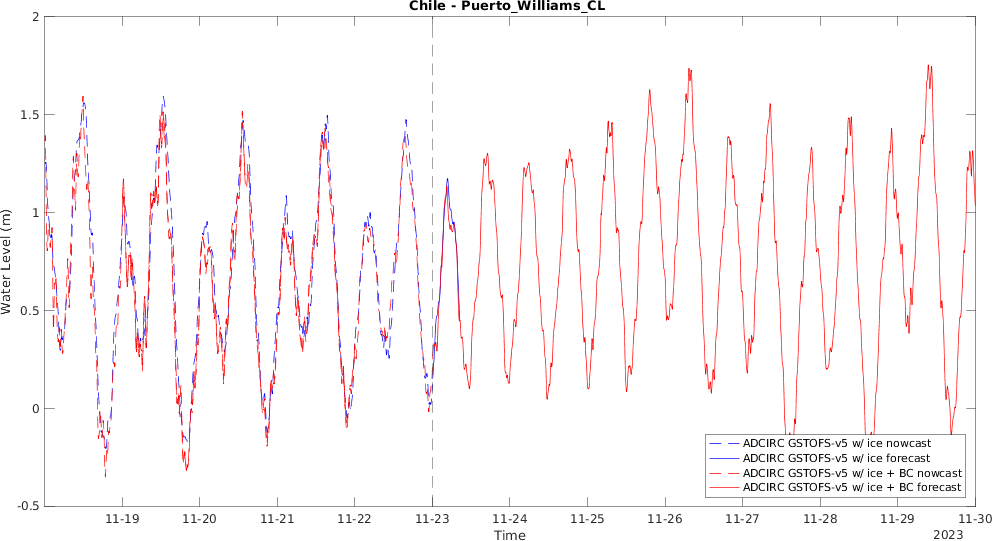 Chile - Puerto_Williams_CL
2
1.5
1
0.5
0
-0.5
Water Level (m)
ADCIRC GSTOFS-v5 w/ ice nowcast
ADCIRC GSTOFS-v5 w/ ice forecast
ADCIRC GSTOFS-v5 w/ ice + BC nowcast
ADCIRC GSTOFS-v5 w/ ice + BC forecast
11-19 11-20 11-21 11-22 11-23 11-24 11-25 11-26 11-27 11-28 11-29 11-30
Time
2023